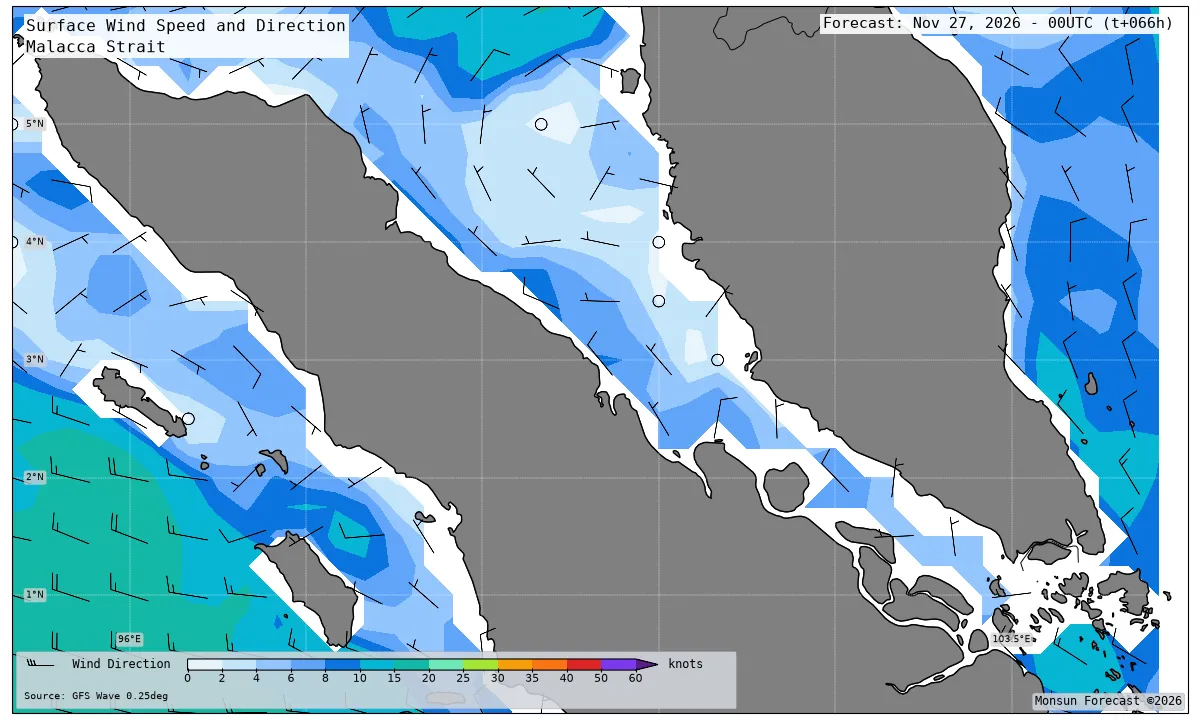 Surface Wind Speed and Direction
Malacca Strait
Forecast: Nov 27, 2026 - 00UTC (t+066h)
5°N
4°N
3°N
2°N
1°N
96°E
103.5°E
Wind Direction
knots
0 2 4 6 8 10 15 20 25 30 35 40 50 60
Source: GFS Wave 0.25deg
Monsun Forecast ©2026